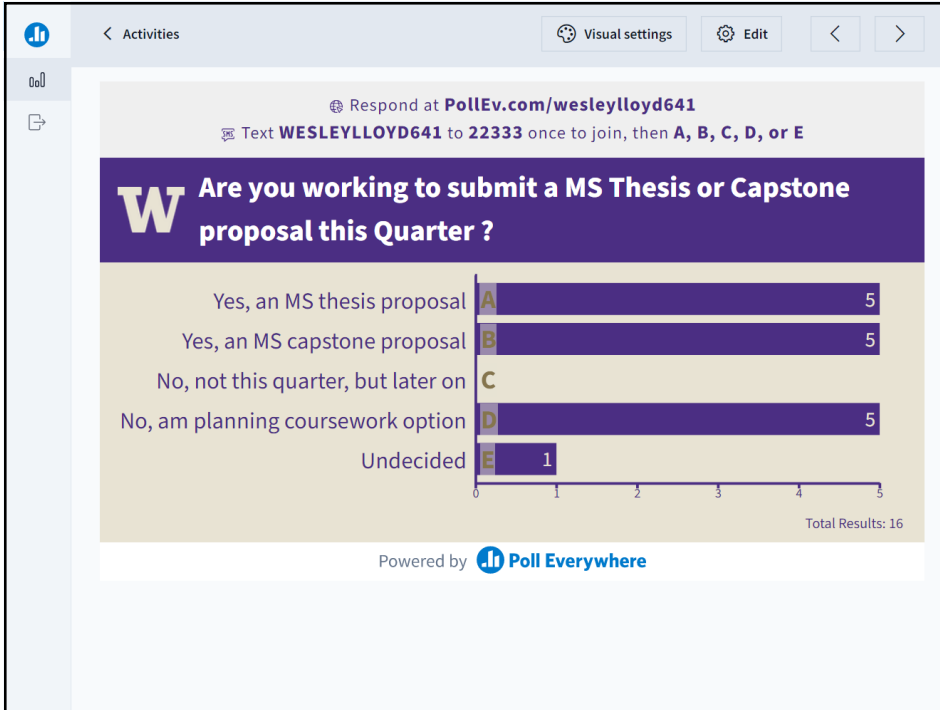 Activities
Visual settings
Edit
Respond at PollEv.com/wesleylloyd641
Text WESLEYLLOYD641 to 22333 once to join, then A, B, C, D, or E
W
Are you working to submit a MS Thesis or Capstone
proposal this Quarter ?
Yes, an MS thesis proposal A 5
Yes, an MS capstone proposal B 5
No, not this quarter, but later on C
No, am planning coursework option D 5
Undecided E 1
0 1 2 3 4 5
Total Results: 16
Powered by Poll Everywhere